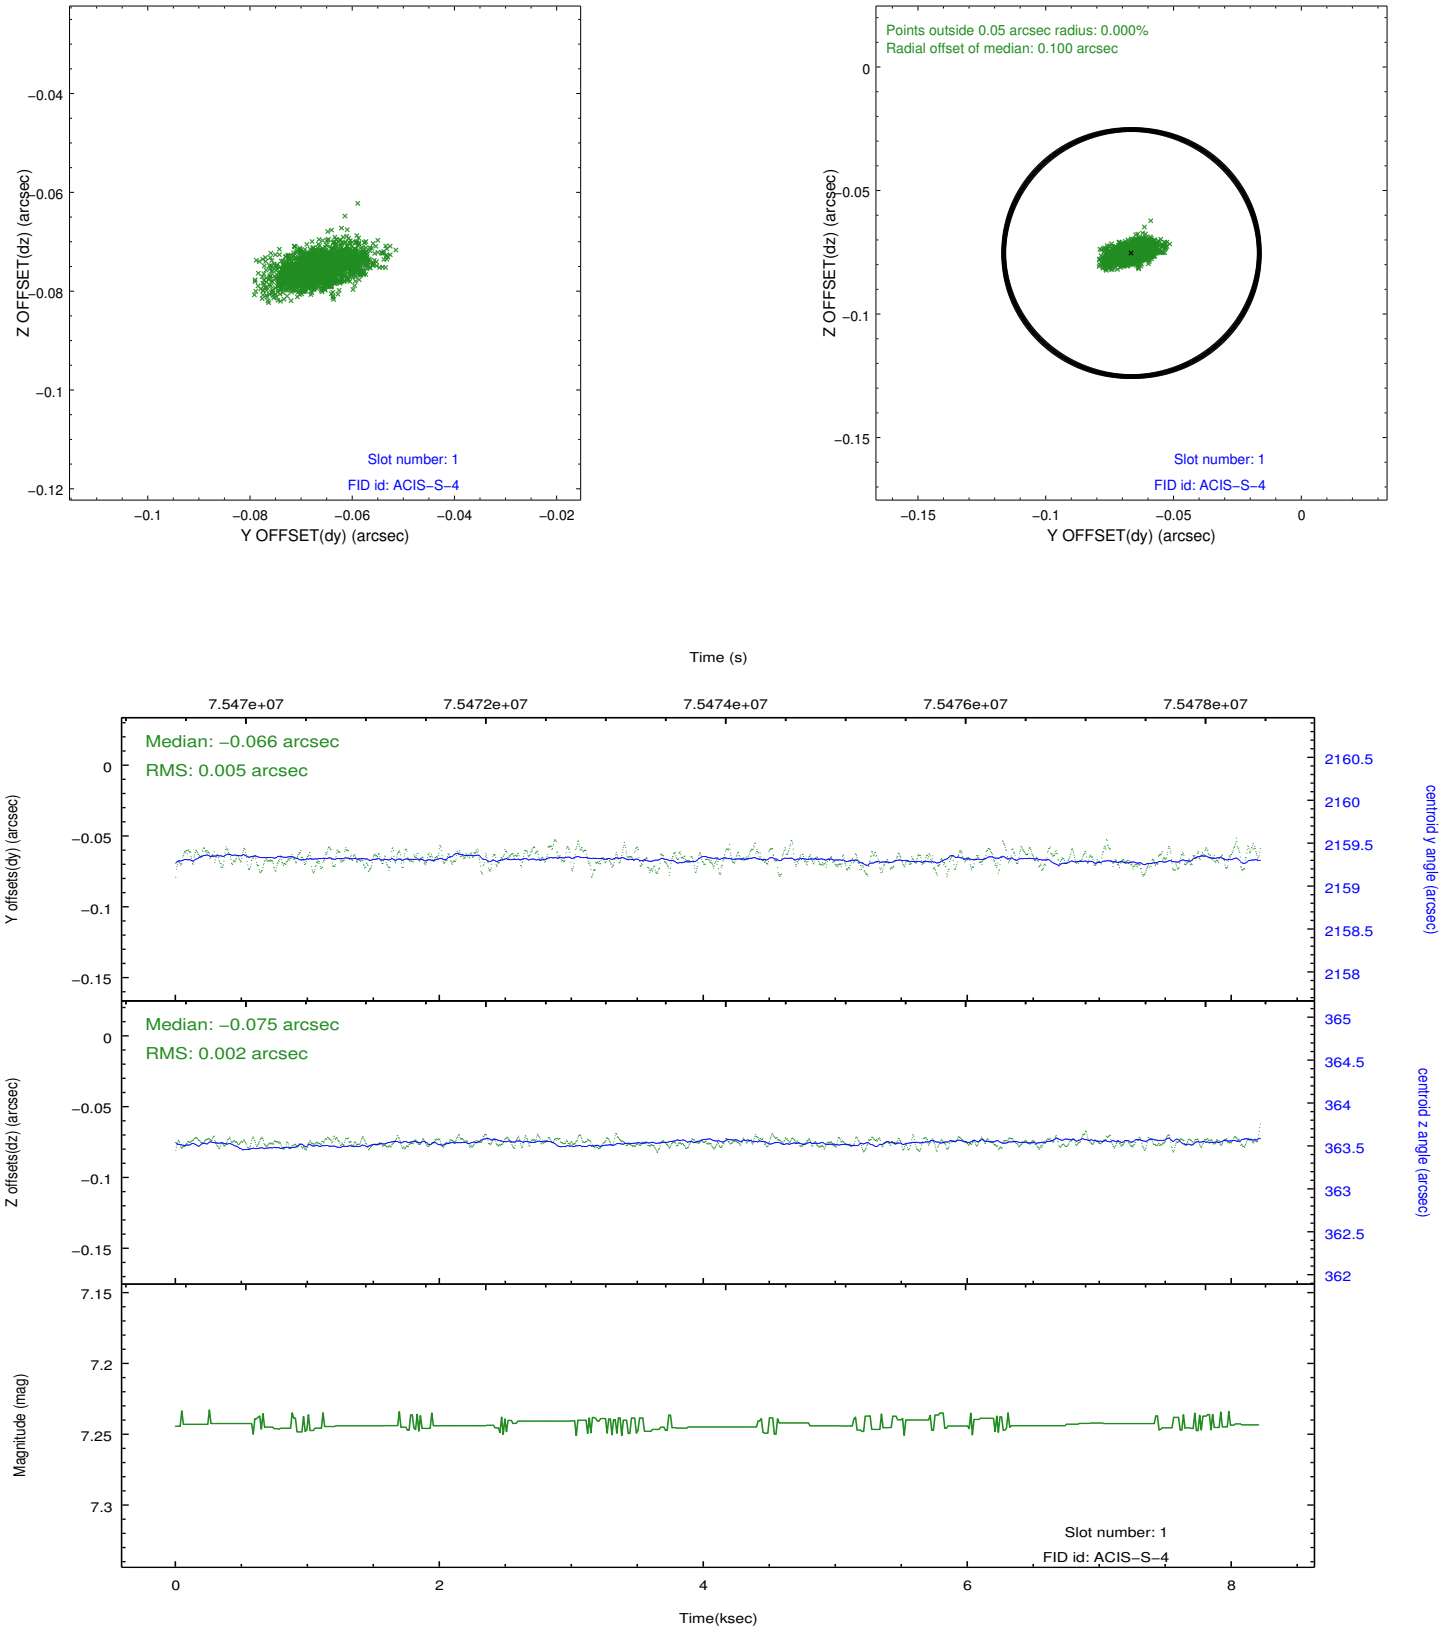 −0.04
−0.06
−0.08
−0.1
−0.12
Z OFFSET(dz) (arcsec)
Slot number: 1
FID id: ACIS−S−4
−0.1
−0.08
−0.06
−0.04
−0.02
Y OFFSET(dy) (arcsec)
Points outside 0.05 arcsec radius: 0.000%
Radial offset of median: 0.100 arcsec
0
−0.05
−0.1
−0.15
Z OFFSET(dz) (arcsec)
Slot number: 1
FID id: ACIS−S−4
−0.15
−0.1
−0.05
0
Y OFFSET(dy) (arcsec)
Time (s)
7.547e+07
7.5472e+07
7.5474e+07
7.5476e+07
7.5478e+07
Median: −0.066 arcsec
RMS: 0.005 arcsec
0
−0.05
−0.1
−0.15
Y offsets(dy) (arcsec)
2160.5
2160
2159.5
2159
2158.5
2158
centroid y angle (arcsec)
Median: −0.075 arcsec
RMS: 0.002 arcsec
0
−0.05
−0.1
−0.15
Z offsets(dz) (arcsec)
365
364.5
364
363.5
363
362.5
362
centroid z angle (arcsec)
7.15
7.2
7.25
7.3
Magnitude (mag)
Slot number: 1
FID id: ACIS−S−4
0
2
4
6
8
Time(ksec)